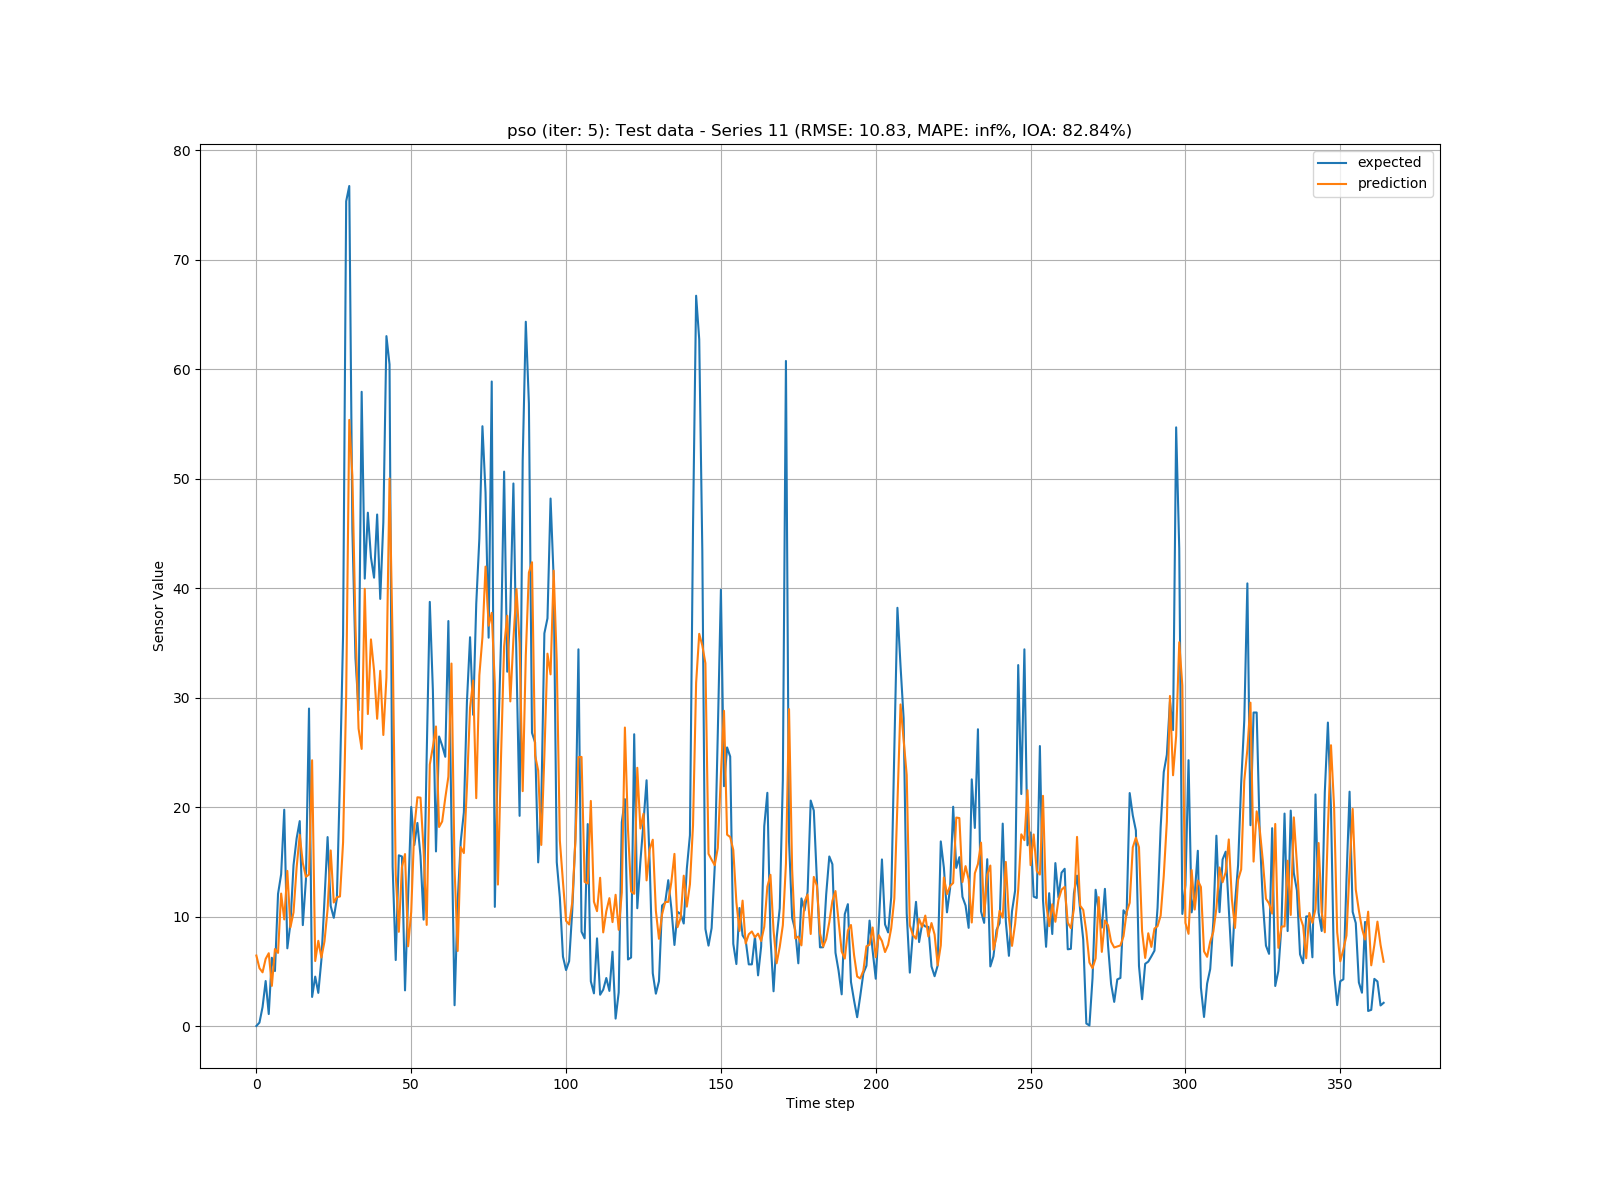 pso (iter: 5): Test data - Series 11 (RMSE: 10.83, MAPE: inf%, IOA: 82.84%)
expected
prediction
80
70
60
50
40
30
20
10
0
Sensor Value
0 50 100 150 200 250 300 350
Time step